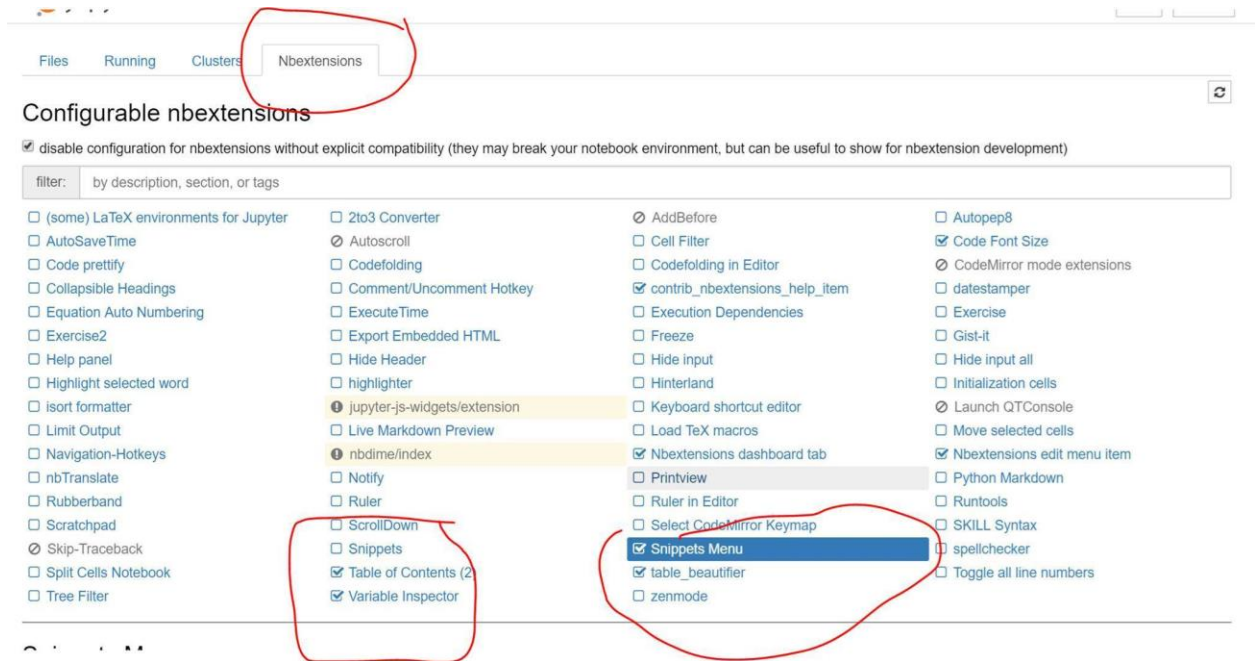 Files Running Clusters Nbextensions
Configurable nbextensions
disable configuration for nbextensions without explicit compatibility (they may break your notebook environment, but can be useful to show for nbextension development)
filter: by description, section, or tags
(some) LaTeX environments for Jupyter 2to3 Converter AddBefore Autopep8
AutoSaveTime Autoscroll Cell Filter Code Font Size
Code prettify Codefolding Codefolding in Editor CodeMirror mode extensions
Collapsible Headings Comment/Uncomment Hotkey contrib_nbextensions_help_item datestamper
Equation Auto Numbering ExecuteTime Execution Dependencies Exercise
Exercise2 Export Embedded HTML Freeze Gist-it
Help panel Hide Header Hide input Hide input all
Highlight selected word highlighter Hinterland Initialization cells
isort formatter jupyter-js-widgets/extension Keyboard shortcut editor Launch QTConsole
Limit Output Live Markdown Preview Load TeX macros Move selected cells
Navigation-Hotkeys nbdime/index Nbextensions dashboard tab Nbextensions edit menu item
nbTranslate Notify Printview Python Markdown
Rubberband Ruler Ruler in Editor Runtools
Scratchpad ScrollDown Select CodeMirror Keymap SKILL Syntax
Skip-Traceback Snippets Snippets Menu spellchecker
Split Cells Notebook Table of Contents (2) table_beautifier Toggle all line numbers
Tree Filter Variable Inspector zenmode